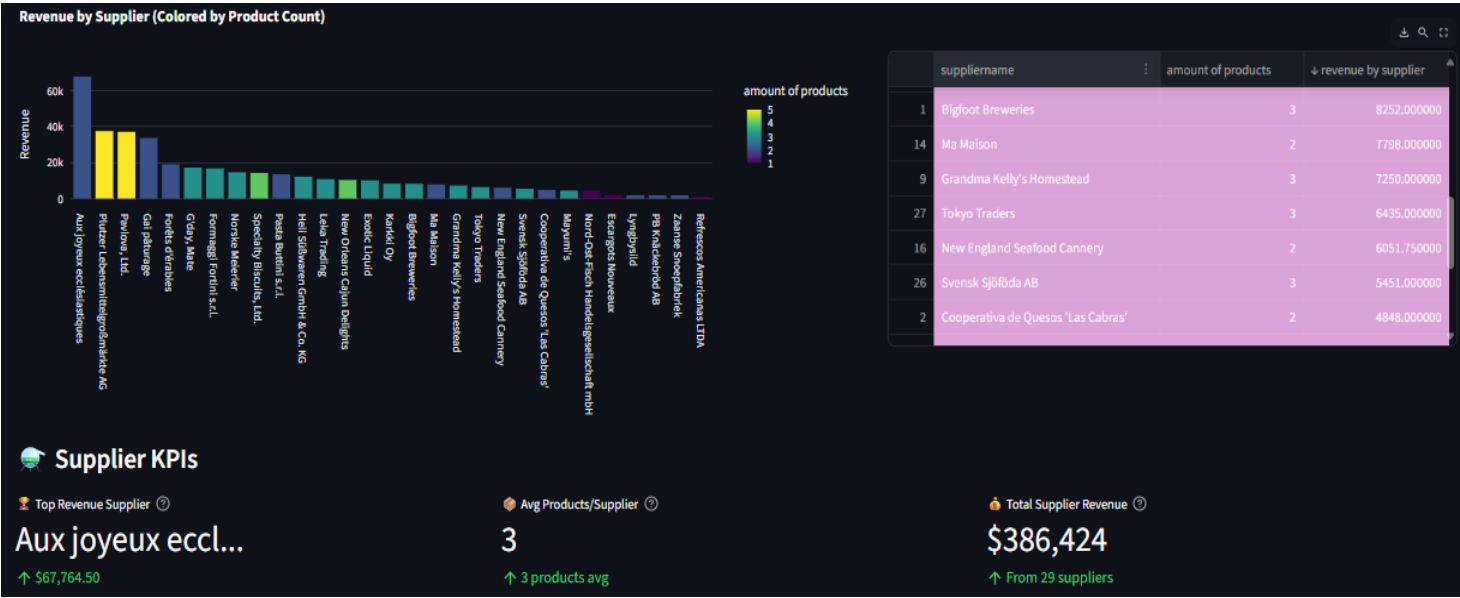 Revenue by Supplier (Colored by Product Count)
60k
40k
20k
0
Revenue
Aux joyeux ecclésiastiques
Plutzer Lebensmittelgroßmärkte AG
Pavlova, Ltd.
Gai pâturage
Forêts d'érables
G'day, Mate
Formaggi Fortini s.r.l.
Norske Meierier
Specialty Biscuits, Ltd.
Pasta Buttini s.r.l.
Heli Süßwaren GmbH & Co. KG
Leka Trading
New Orleans Cajun Delights
Exotic Liquid
Karkki Oy
Bigfoot Breweries
Ma Maison
Grandma Kelly's Homestead
Tokyo Traders
New England Seafood Cannery
Svensk Sjöföda AB
Cooperativa de Quesos 'Las Cabras'
Mayumi's
Nord-Ost-Fisch Handelsgesellschaft mbH
Escargots Nouveaux
Lyngbysild
PB Knäckebröd AB
Zaanse Snoepfabriek
Refrescos Americanas LTDA
amount of products
5
4
3
2
1
suppliername amount of products ↓ revenue by supplier
1 Bigfoot Breweries 3 8252.000000
14 Ma Maison 2 7798.000000
9 Grandma Kelly's Homestead 3 7250.000000
27 Tokyo Traders 3 6435.000000
16 New England Seafood Cannery 2 6051.750000
26 Svensk Sjöföda AB 3 5451.000000
2 Cooperativa de Quesos 'Las Cabras' 2 4848.000000
Supplier KPIs
Top Revenue Supplier
Aux joyeux eccl...
↑ $67,764.50
Avg Products/Supplier
3
↑ 3 products avg
Total Supplier Revenue
$386,424
↑ From 29 suppliers